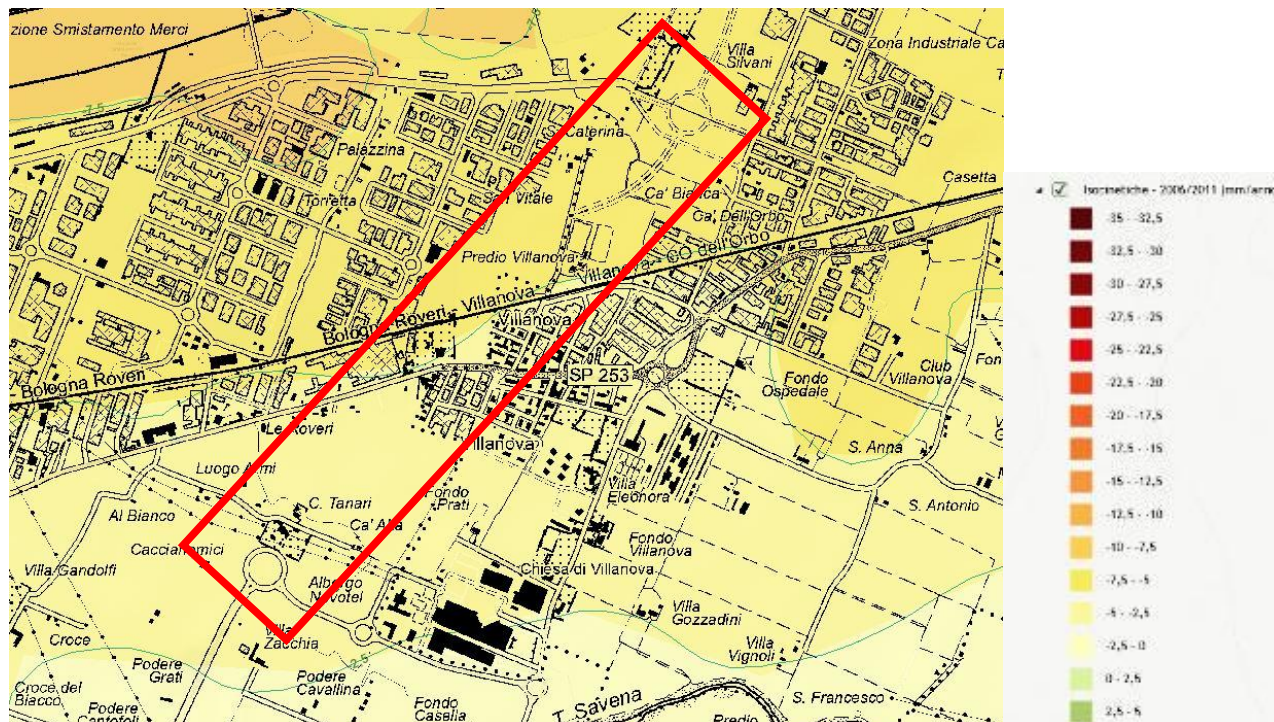 zione Smistamento Merci
Villa
Silvani
Zona Industriale Ca
-7,5
S. Caterina
Palazzina
Ca' Bianca
Casetta
San Vitale
Torretta
Ca' Dell'Orbo
Predio Villanova
Bologna Roveri - Villanova
Villanova - CO dell'Orbo
Villanova
Bologna Roveri
SP 253
Club
Villanova
Fon
Fondo
Ospedale
Le Roveri
Villanova
S. Anna
Luogo Armi
Villa
Eleonora
C. Tanari
Fondo
Prati
Al Bianco
Ca' Alta
S. Antonio
Caccianemici
Fondo
Villanova
Villa Gandolfi
Chiesa di Villanova
Albergo
Novotel
Villa
Gozzadini
Croce
Villa
Zacchia
Villa
Vignoli
Podere
Grati
Podere
Cavallina
Croce del
Biacco
Podere
Fondo
Casella
T. Savena
S. Francesco
Predio
Isocinetiche - 2006/2011 (mm/anno
-35 - -32,5
-32,5 - -30
-30 - -27,5
-27,5 - -25
-25 - -22,5
-22,5 - -20
-20 - -17,5
-17,5 - -15
-15 - -12,5
-12,5 - -10
-10 - -7,5
-7,5 - -5
-5 - -2,5
-2,5 - 0
0 - 2,5
2,5 - 5